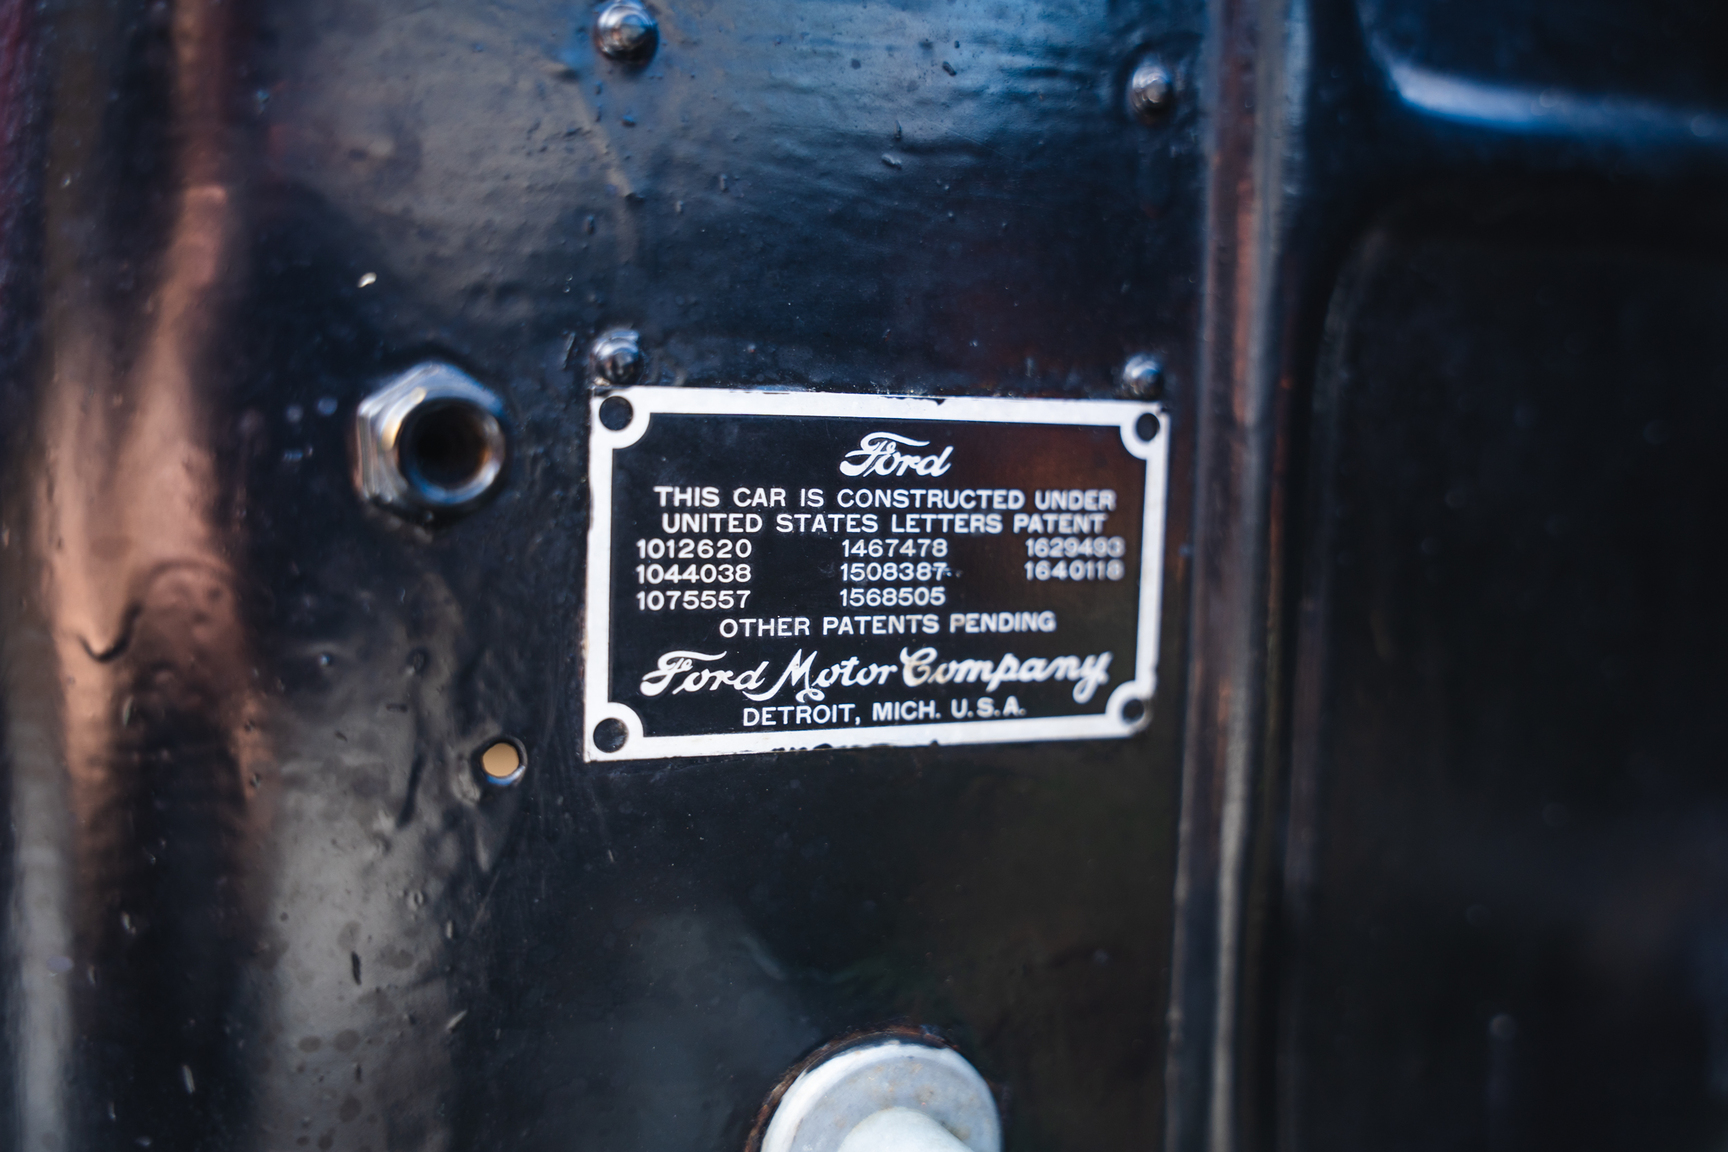 Ford
THIS CAR IS CONSTRUCTED UNDER
UNITED STATES LETTERS PATENT
1012620 1467478 1629493
1044038 1508387 1640118
1075557 1568505
OTHER PATENTS PENDING
Ford Motor Company
DETROIT, MICH. U.S.A.